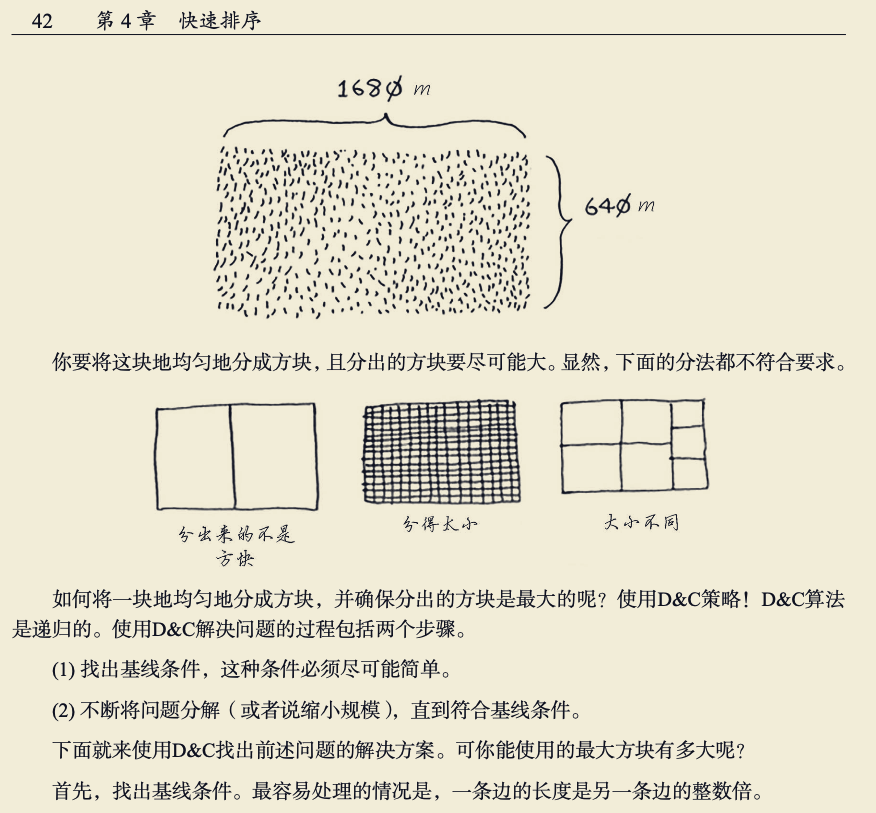 42 第 4 章 快速排序
168∅ m
64∅ m
你要将这块地均匀地分成方块，且分出的方块要尽可能大。显然，下面的分法都不符合要求。
分出来的不是
方块
分得太小
大小不同
如何将一块地均匀地分成方块，并确保分出的方块是最大的呢？使用D&C策略！D&C算法
是递归的。使用D&C解决问题的过程包括两个步骤。
(1) 找出基线条件，这种条件必须尽可能简单。
(2) 不断将问题分解（或者说缩小规模），直到符合基线条件。
下面就来使用D&C找出前述问题的解决方案。可你能使用的最大方块有多大呢？
首先，找出基线条件。最容易处理的情况是，一条边的长度是另一条边的整数倍。